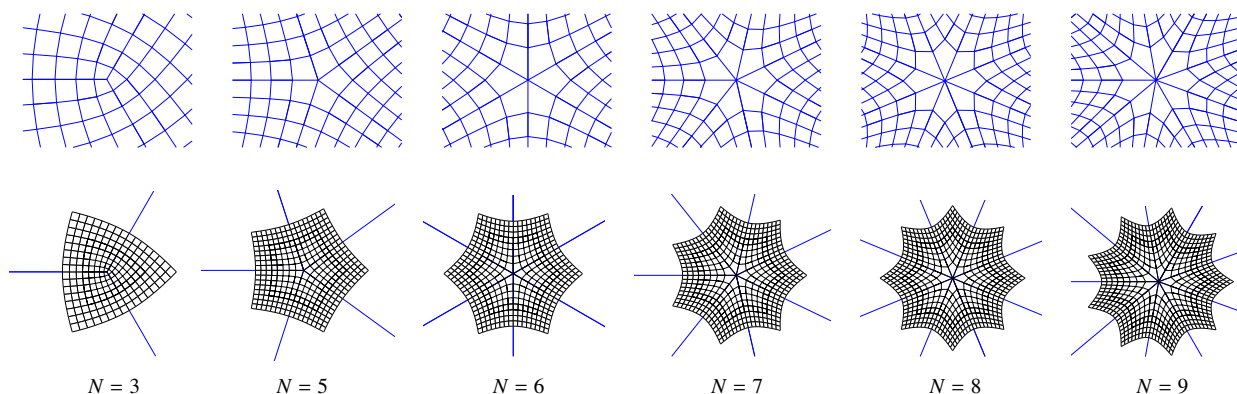 N = 3 N = 5 N = 6 N = 7 N = 8 N = 9